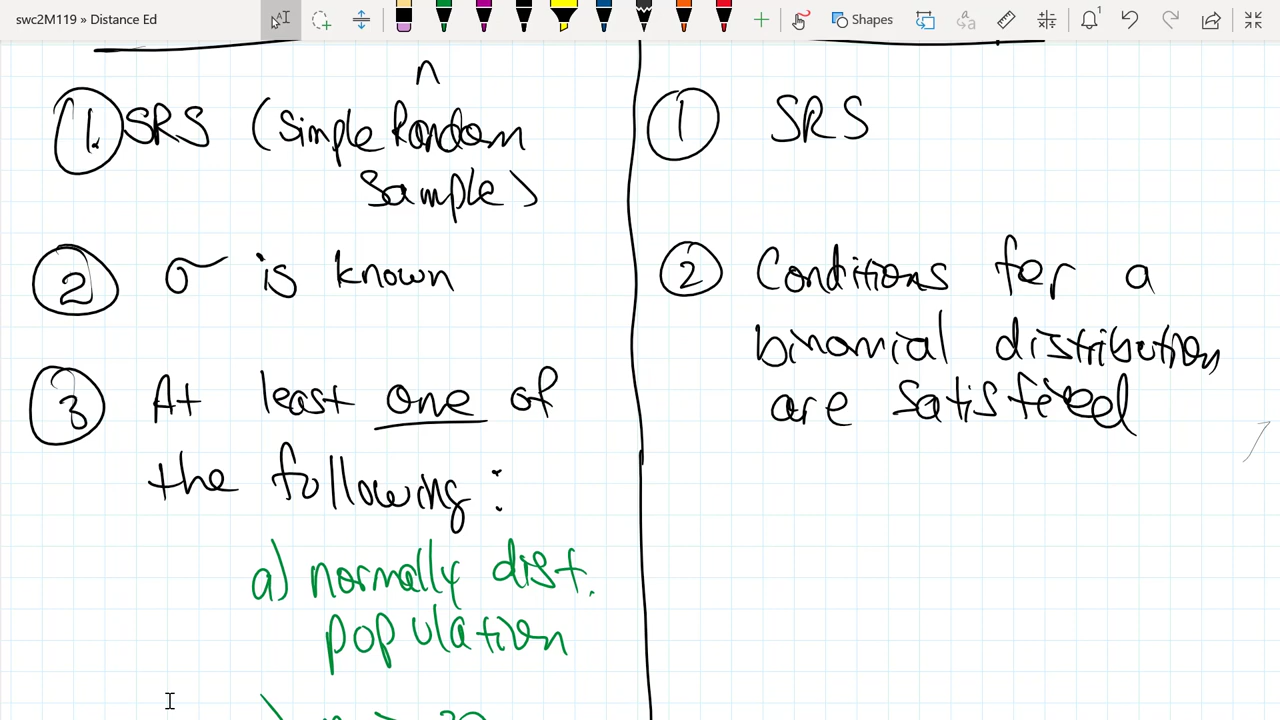 swc2M119 » Distance Ed
Shapes
n
1. SRS (Simple Random
Sample)
2 σ is known
3 At least one of
the following:
a) normally dist.
population
1 SRS
2 Conditions for a
binomial distribution
are satisfied